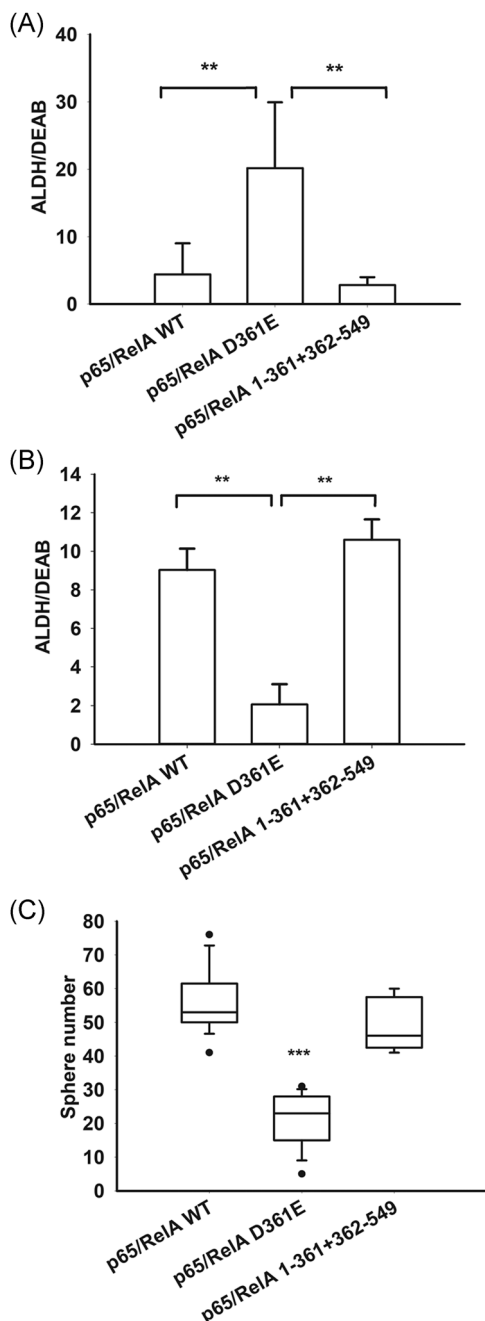 (A)
40
30
20
10
0
ALDH/DEAB
** **
p65/RelA WT
p65/RelA D361E
p65/RelA 1-361+362-549
(B)
14
12
10
8
6
4
2
0
ALDH/DEAB
** **
p65/RelA WT
p65/RelA D361E
p65/RelA 1-361+362-549
(C)
80
70
60
50
40
30
20
10
0
Sphere number
***
p65/RelA WT
p65/RelA D361E
p65/RelA 1-361+362-549